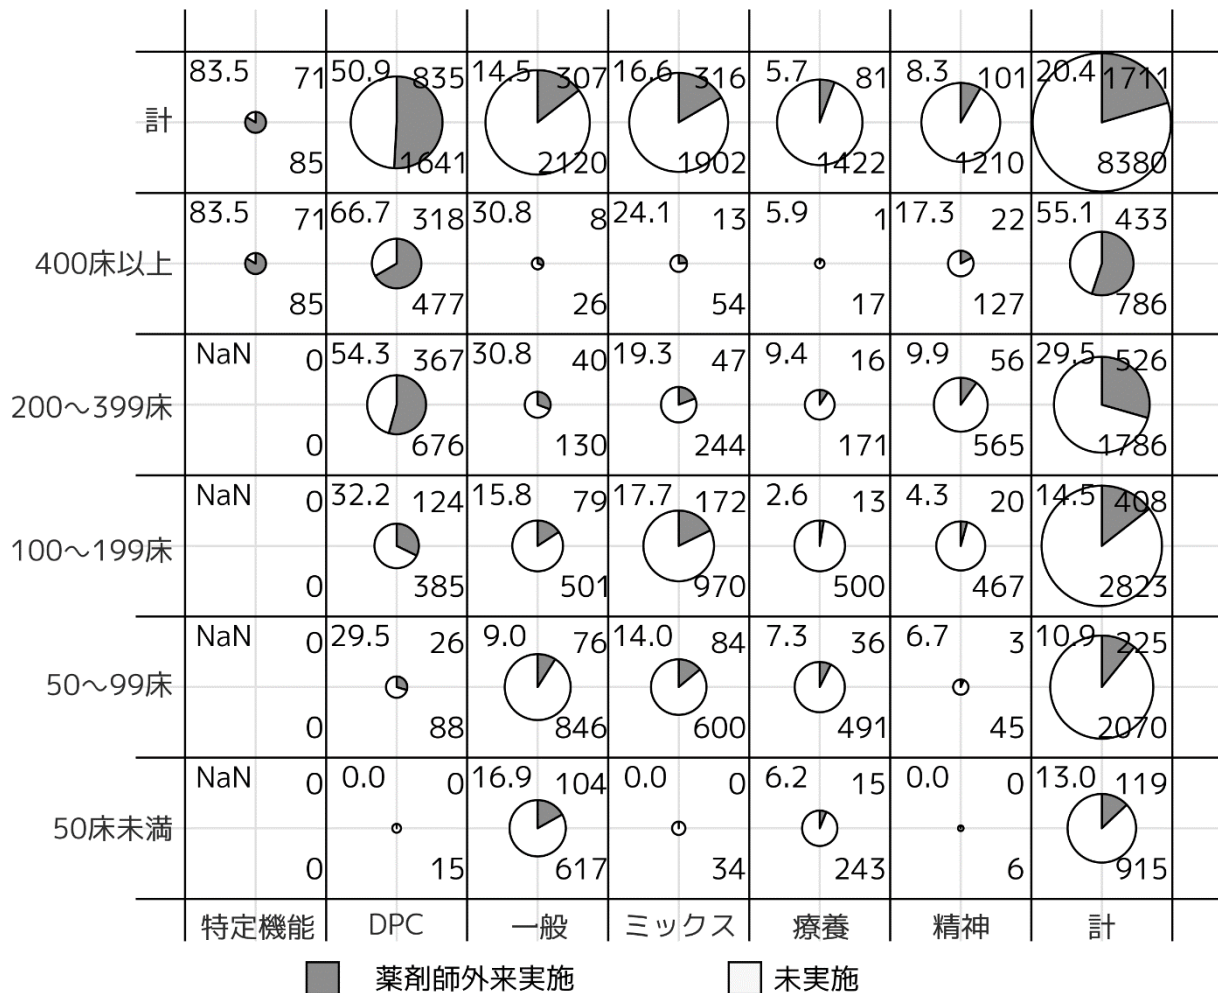 83.5 71 50.9 835 14.5 307 16.6 316 5.7 81 8.3 101 20.4 1711
計
85 1641 2120 1902 1422 1210 8380
83.5 71 66.7 318 30.8 8 24.1 13 5.9 1 17.3 22 55.1 433
400床以上
85 477 26 54 17 127 786
NaN 0 54.3 367 30.8 40 19.3 47 9.4 16 9.9 56 29.5 526
200〜399床
0 676 130 244 171 565 1786
NaN 0 32.2 124 15.8 79 17.7 172 2.6 13 4.3 20 14.5 408
100〜199床
0 385 501 970 500 467 2823
NaN 0 29.5 26 9.0 76 14.0 84 7.3 36 6.7 3 10.9 225
50〜99床
0 88 846 600 491 45 2070
NaN 0 0.0 0 16.9 104 0.0 0 6.2 15 0.0 0 13.0 119
50床未満
0 15 617 34 243 6 915
特定機能 DPC 一般 ミックス 療養 精神 計
薬剤師外来実施 未実施